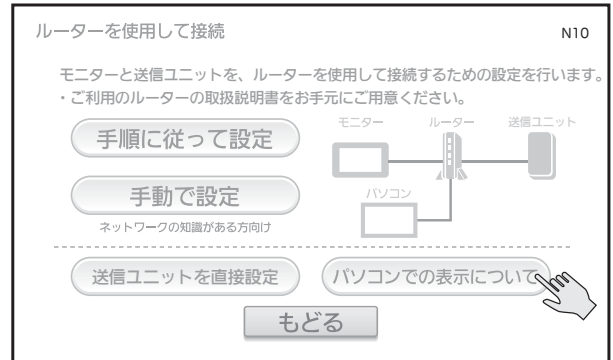 ルーターを使用して接続
N10
モニターと送信ユニットを、ルーターを使用して接続するための設定を行います。
・ご利用のルーターの取扱説明書をお手元にご用意ください。
手順に従って設定
モニター ルーター 送信ユニット
手動で設定
パソコン
ネットワークの知識がある方向け
送信ユニットを直接設定
パソコンでの表示について
もどる